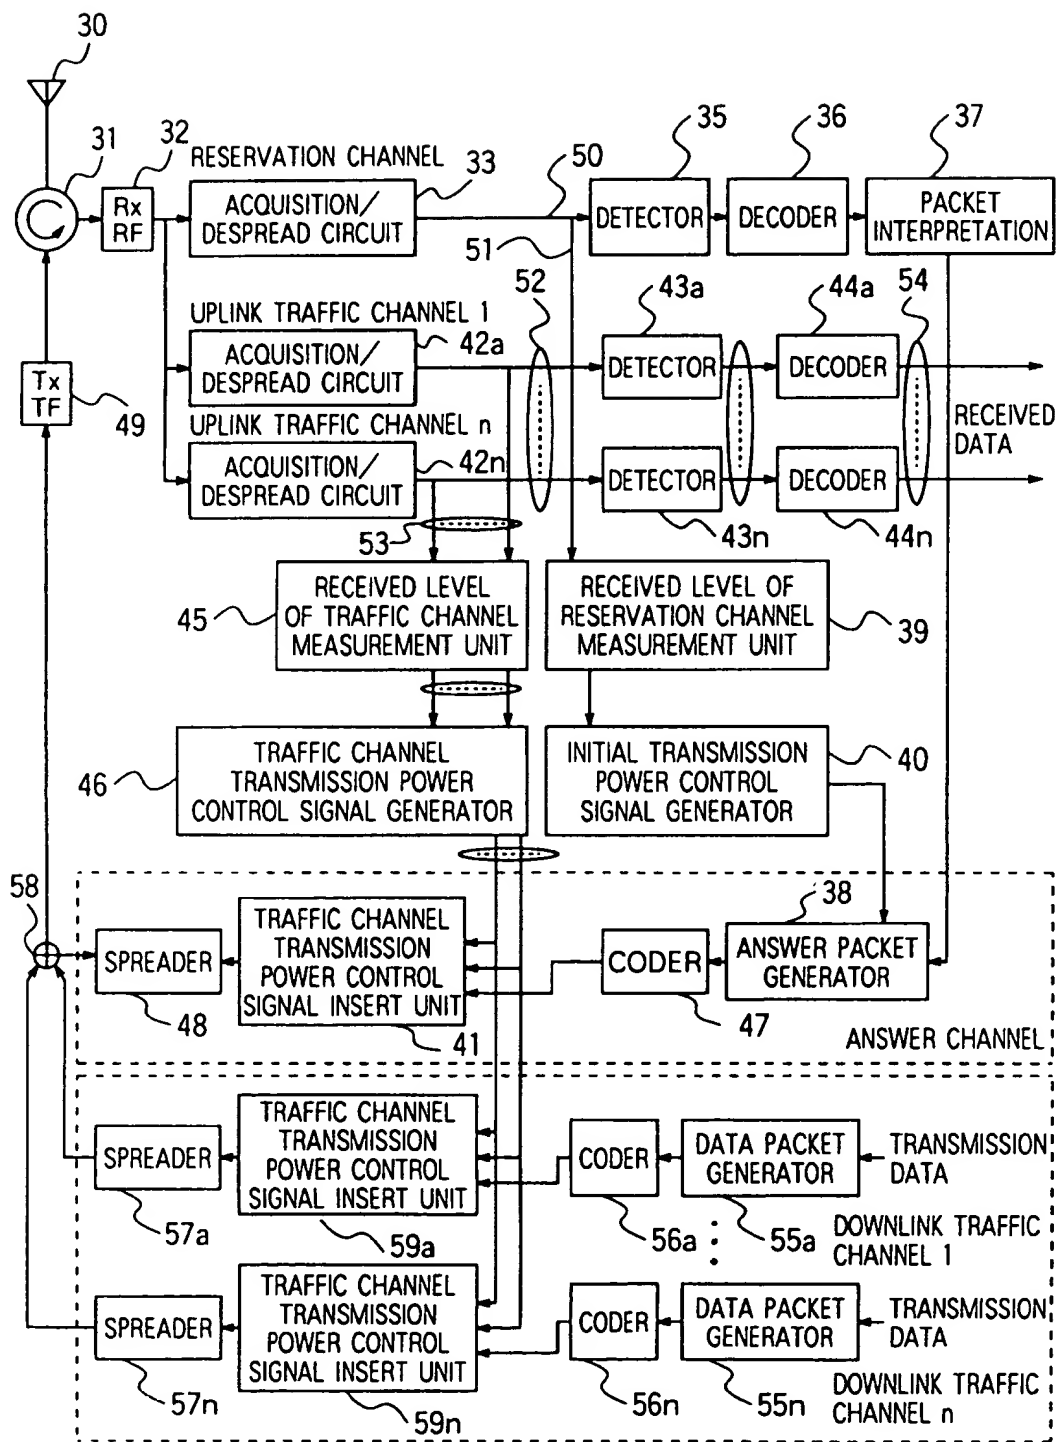 30
31
32
RESERVATION CHANNEL
33
50
35
36
37
Rx
RF
ACQUISITION/
DESPREAD CIRCUIT
DETECTOR
DECODER
PACKET
INTERPRETATION
51
52
43a
44a
54
UPLINK TRAFFIC CHANNEL 1
42a
ACQUISITION/
DESPREAD CIRCUIT
DETECTOR
DECODER
Tx
TF
49
UPLINK TRAFFIC CHANNEL n
42n
ACQUISITION/
DESPREAD CIRCUIT
DETECTOR
DECODER
RECEIVED
DATA
53
43n
44n
45
RECEIVED LEVEL
OF TRAFFIC CHANNEL
MEASUREMENT UNIT
RECEIVED LEVEL OF
RESERVATION CHANNEL
MEASUREMENT UNIT
39
46
TRAFFIC CHANNEL
TRANSMISSION POWER
CONTROL SIGNAL GENERATOR
INITIAL TRANSMISSION
POWER CONTROL
SIGNAL GENERATOR
40
58
38
SPREADER
48
TRAFFIC CHANNEL
TRANSMISSION
POWER CONTROL
SIGNAL INSERT UNIT
41
CODER
47
ANSWER PACKET
GENERATOR
ANSWER CHANNEL
SPREADER
57a
TRAFFIC CHANNEL
TRANSMISSION
POWER CONTROL
SIGNAL INSERT UNIT
59a
CODER
56a
DATA PACKET
GENERATOR
55a
TRANSMISSION
DATA
DOWNLINK TRAFFIC
CHANNEL 1
SPREADER
57n
TRAFFIC CHANNEL
TRANSMISSION
POWER CONTROL
SIGNAL INSERT UNIT
59n
CODER
56n
DATA PACKET
GENERATOR
55n
TRANSMISSION
DATA
DOWNLINK TRAFFIC
CHANNEL n